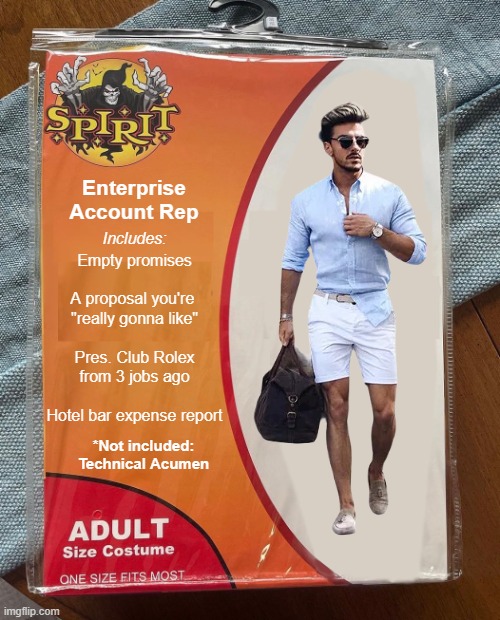 SPIRIT
Enterprise
Account Rep
Includes:
Empty promises
A proposal you're
"really gonna like"
Pres. Club Rolex
from 3 jobs ago
Hotel bar expense report
*Not included:
Technical Acumen
ADULT
Size Costume
ONE SIZE FITS MOST
imgflip.com